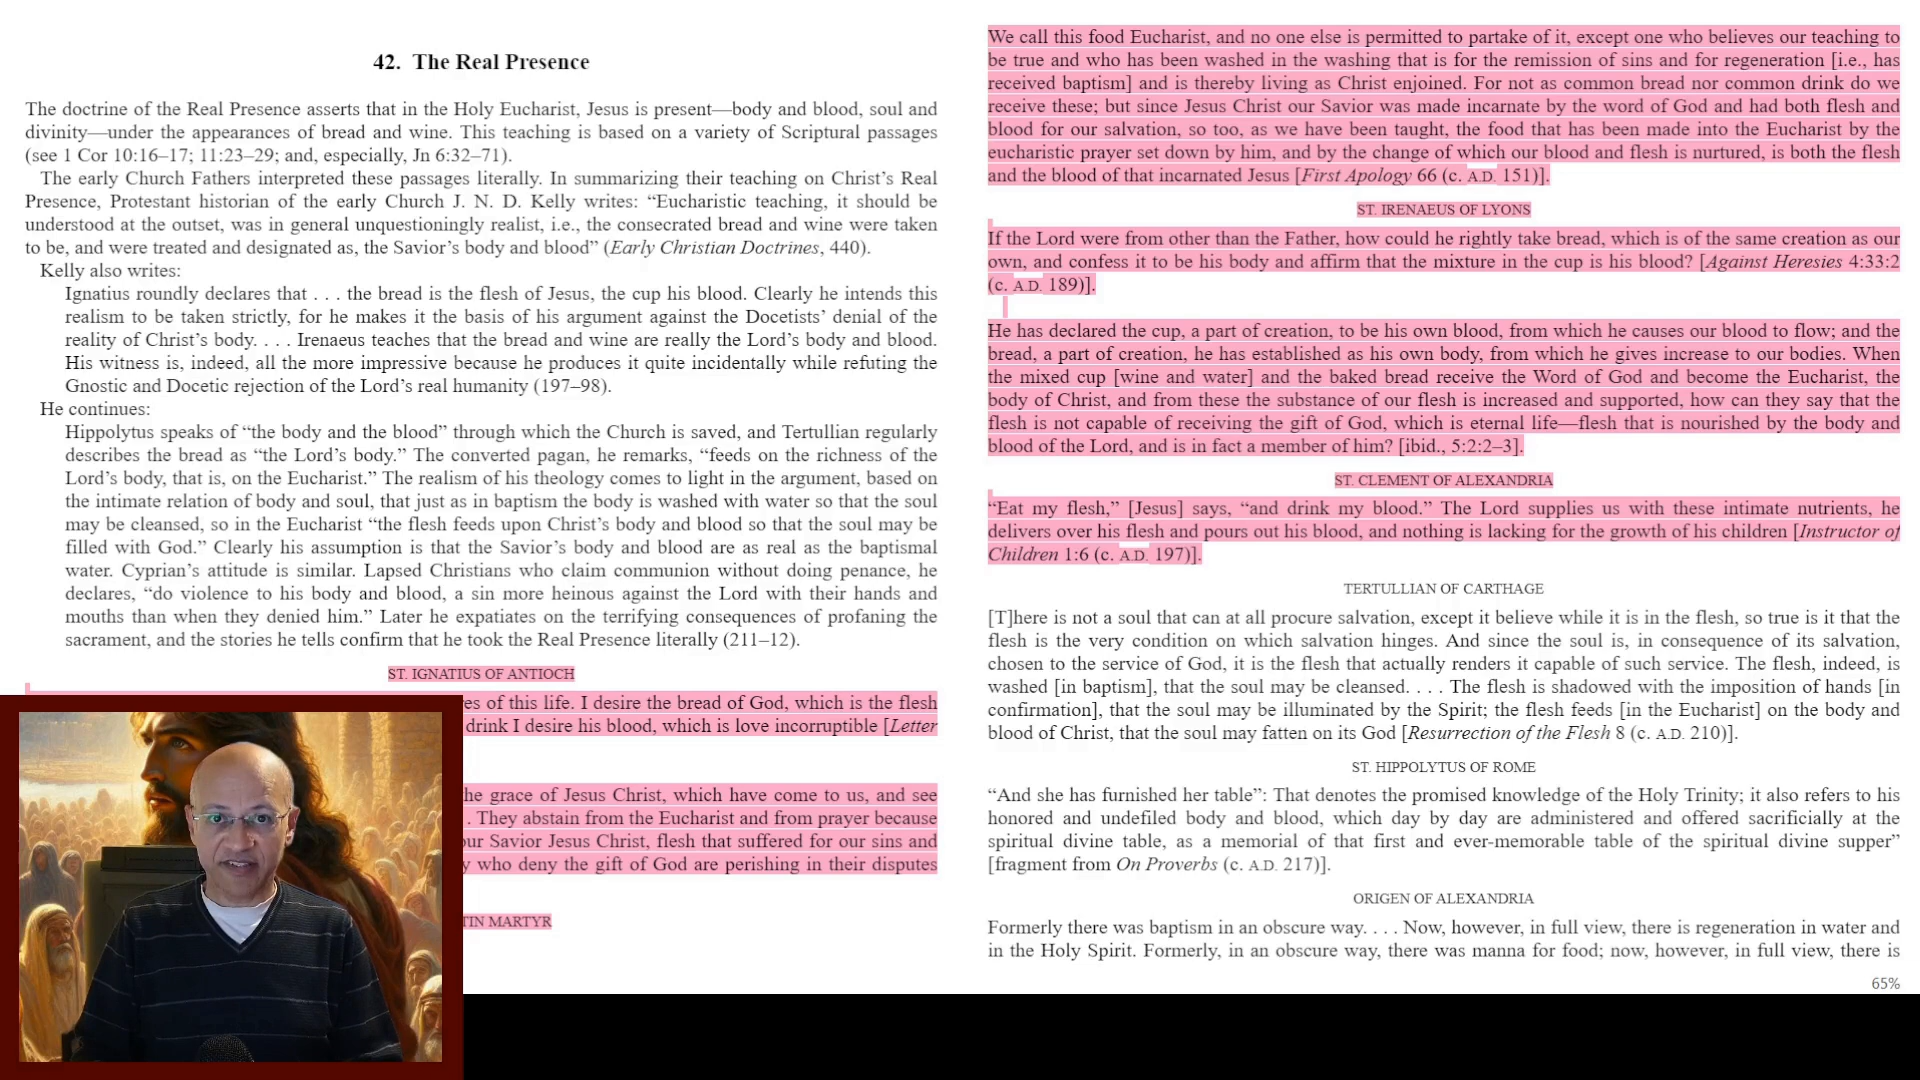 42. The Real Presence
The doctrine of the Real Presence asserts that in the Holy Eucharist, Jesus is present—body and blood, soul and
divinity—under the appearances of bread and wine. This teaching is based on a variety of Scriptural passages
(see 1 Cor 10:16–17; 11:23–29; and, especially, Jn 6:32–71).
The early Church Fathers interpreted these passages literally. In summarizing their teaching on Christ’s Real
Presence, Protestant historian of the early Church J. N. D. Kelly writes: “Eucharistic teaching, it should be
understood at the outset, was in general unquestioningly realist, i.e., the consecrated bread and wine were taken
to be, and were treated and designated as, the Savior’s body and blood” (Early Christian Doctrines, 440).
Kelly also writes:
Ignatius roundly declares that . . . the bread is the flesh of Jesus, the cup his blood. Clearly he intends this
realism to be taken strictly, for he makes it the basis of his argument against the Docetists’ denial of the
reality of Christ’s body. . . . Irenaeus teaches that the bread and wine are really the Lord’s body and blood.
His witness is, indeed, all the more impressive because he produces it quite incidentally while refuting the
Gnostic and Docetic rejection of the Lord’s real humanity (197–98).
He continues:
Hippolytus speaks of “the body and the blood” through which the Church is saved, and Tertullian regularly
describes the bread as “the Lord’s body.” The converted pagan, he remarks, “feeds on the richness of the
Lord’s body, that is, on the Eucharist.” The realism of his theology comes to light in the argument, based on
the intimate relation of body and soul, that just as in baptism the body is washed with water so that the soul
may be cleansed, so in the Eucharist “the flesh feeds upon Christ’s body and blood so that the soul may be
filled with God.” Clearly his assumption is that the Savior’s body and blood are as real as the baptismal
water. Cyprian’s attitude is similar. Lapsed Christians who claim communion without doing penance, he
declares, “do violence to his body and blood, a sin more heinous against the Lord with their hands and
mouths than when they denied him.” Later he expatiates on the terrifying consequences of profaning the
sacrament, and the stories he tells confirm that he took the Real Presence literally (211–12).
ST. IGNATIUS OF ANTIOCH
es of this life. I desire the bread of God, which is the flesh
drink I desire his blood, which is love incorruptible [Letter
he grace of Jesus Christ, which have come to us, and see
. They abstain from the Eucharist and from prayer because
our Savior Jesus Christ, flesh that suffered for our sins and
y who deny the gift of God are perishing in their disputes
TIN MARTYR
We call this food Eucharist, and no one else is permitted to partake of it, except one who believes our teaching to
be true and who has been washed in the washing that is for the remission of sins and for regeneration [i.e., has
received baptism] and is thereby living as Christ enjoined. For not as common bread nor common drink do we
receive these; but since Jesus Christ our Savior was made incarnate by the word of God and had both flesh and
blood for our salvation, so too, as we have been taught, the food that has been made into the Eucharist by the
eucharistic prayer set down by him, and by the change of which our blood and flesh is nurtured, is both the flesh
and the blood of that incarnated Jesus [First Apology 66 (c. A.D. 151)].
ST. IRENAEUS OF LYONS
If the Lord were from other than the Father, how could he rightly take bread, which is of the same creation as our
own, and confess it to be his body and affirm that the mixture in the cup is his blood? [Against Heresies 4:33:2
(c. A.D. 189)].
He has declared the cup, a part of creation, to be his own blood, from which he causes our blood to flow; and the
bread, a part of creation, he has established as his own body, from which he gives increase to our bodies. When
the mixed cup [wine and water] and the baked bread receive the Word of God and become the Eucharist, the
body of Christ, and from these the substance of our flesh is increased and supported, how can they say that the
flesh is not capable of receiving the gift of God, which is eternal life—flesh that is nourished by the body and
blood of the Lord, and is in fact a member of him? [ibid., 5:2:2–3].
ST. CLEMENT OF ALEXANDRIA
“Eat my flesh,” [Jesus] says, “and drink my blood.” The Lord supplies us with these intimate nutrients, he
delivers over his flesh and pours out his blood, and nothing is lacking for the growth of his children [Instructor of
Children 1:6 (c. A.D. 197)].
TERTULLIAN OF CARTHAGE
[T]here is not a soul that can at all procure salvation, except it believe while it is in the flesh, so true is it that the
flesh is the very condition on which salvation hinges. And since the soul is, in consequence of its salvation,
chosen to the service of God, it is the flesh that actually renders it capable of such service. The flesh, indeed, is
washed [in baptism], that the soul may be cleansed. . . . The flesh is shadowed with the imposition of hands [in
confirmation], that the soul may be illuminated by the Spirit; the flesh feeds [in the Eucharist] on the body and
blood of Christ, that the soul may fatten on its God [Resurrection of the Flesh 8 (c. A.D. 210)].
ST. HIPPOLYTUS OF ROME
“And she has furnished her table”: That denotes the promised knowledge of the Holy Trinity; it also refers to his
honored and undefiled body and blood, which day by day are administered and offered sacrificially at the
spiritual divine table, as a memorial of that first and ever-memorable table of the spiritual divine supper”
[fragment from On Proverbs (c. A.D. 217)].
ORIGEN OF ALEXANDRIA
Formerly there was baptism in an obscure way. . . . Now, however, in full view, there is regeneration in water and
in the Holy Spirit. Formerly, in an obscure way, there was manna for food; now, however, in full view, there is
65%